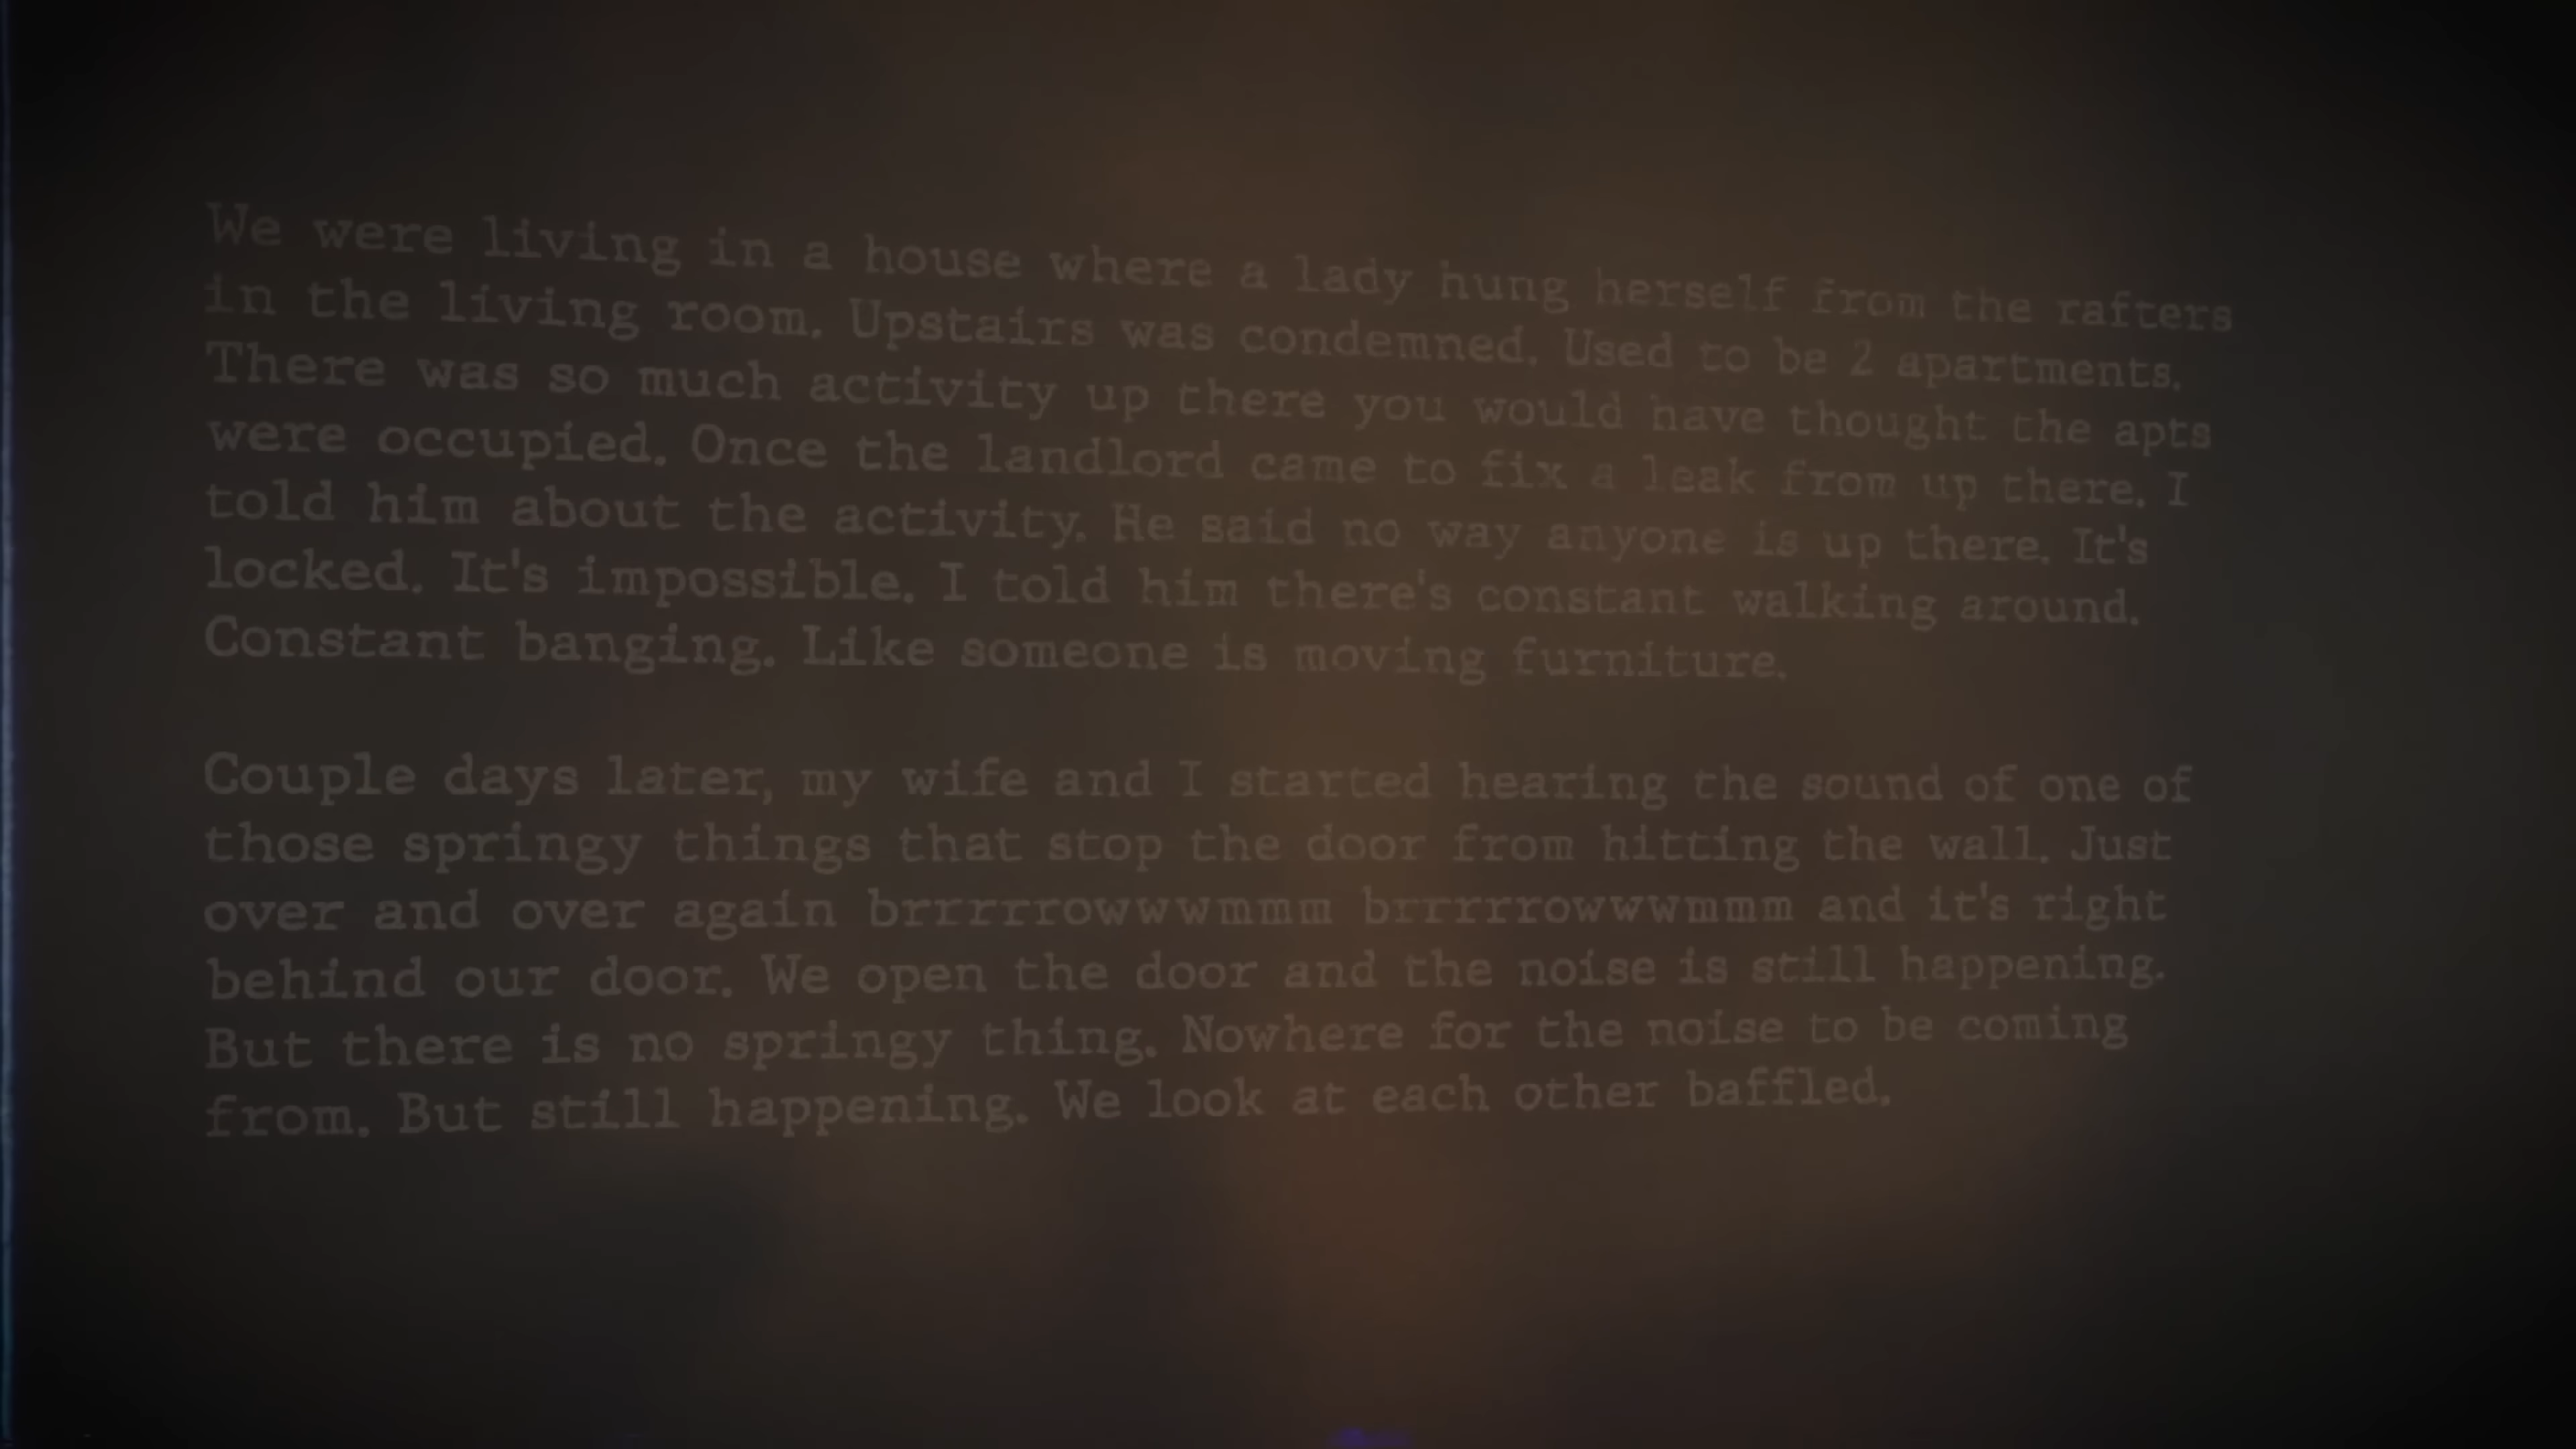 We were living in a house where a lady hung herself from the rafters
in the living room. Upstairs was condemned. Used to be 2 apartments.
There was so much activity up there you would have thought the apts
were occupied. Once the landlord came to fix a leak from up there. I
told him about the activity. He said no way anyone is up there. It's
locked. It's impossible. I told him there's constant walking around.
Constant banging. Like someone is moving furniture.
Couple days later, my wife and I started hearing the sound of one of
those springy things that stop the door from hitting the wall. Just
over and over again brrrrrowwwmmm brrrrrowwwmmm and it's right
behind our door. We open the door and the noise is still happening.
But there is no springy thing. Nowhere for the noise to be coming
from. But still happening. We look at each other baffled.